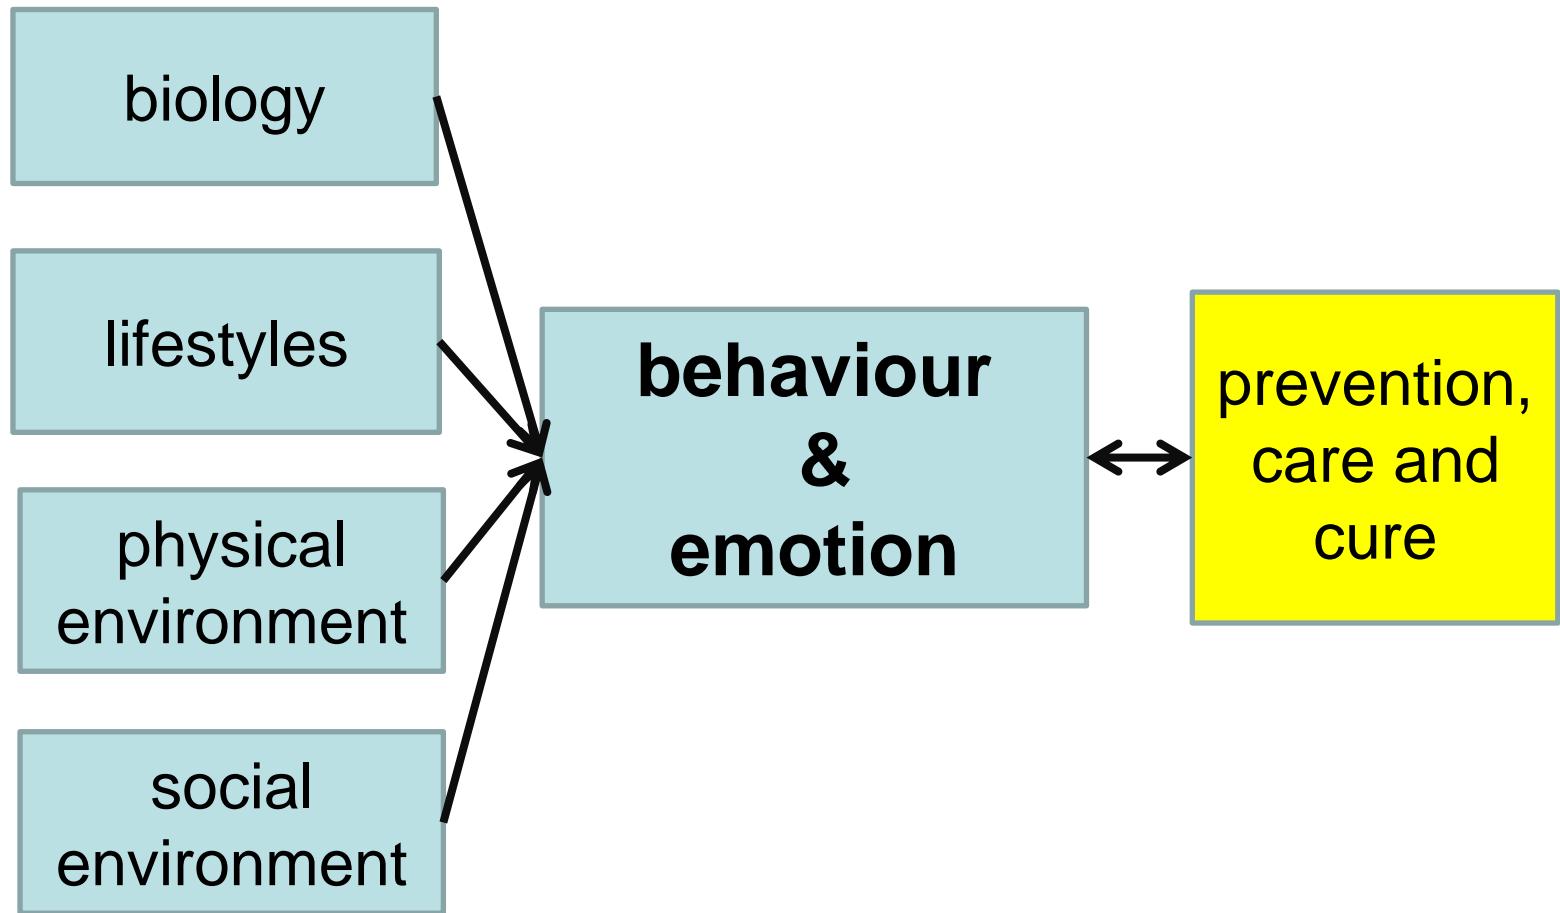 biology
lifestyles
physical
environment
social
environment
behaviour
&
emotion
prevention,
care and
cure